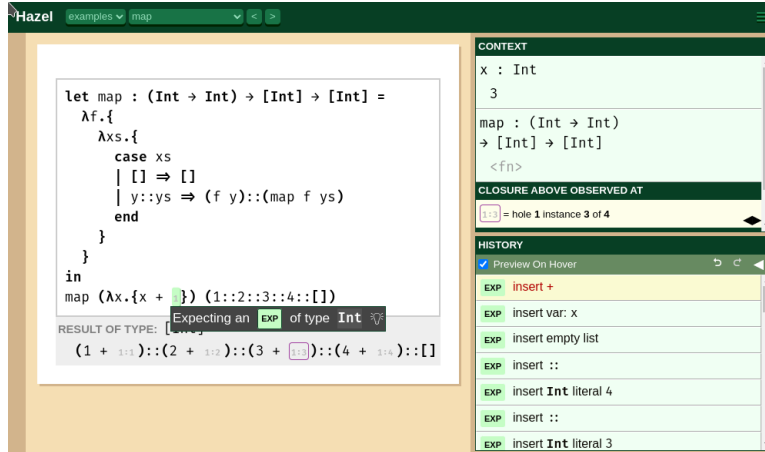 Hazel examples map < >
let map : (Int → Int) → [Int] → [Int] =
λf.{
λxs.{
case xs
| [] ⇒ []
| y::ys ⇒ (f y)::(map f ys)
end
}
}
in
map (λx.{x + 1}) (1::2::3::4::[])
Expecting an EXP of type Int
RESULT OF TYPE: [Int]
(1 + 1:1)::(2 + 1:2)::(3 + 1:3)::(4 + 1:4)::[]
CONTEXT
x : Int
3
map : (Int → Int)
→ [Int] → [Int]
<fn>
CLOSURE ABOVE OBSERVED AT
1:3 = hole 1 instance 3 of 4
HISTORY
Preview On Hover
EXP insert +
EXP insert var: x
EXP insert empty list
EXP insert ::
EXP insert Int literal 4
EXP insert ::
EXP insert Int literal 3